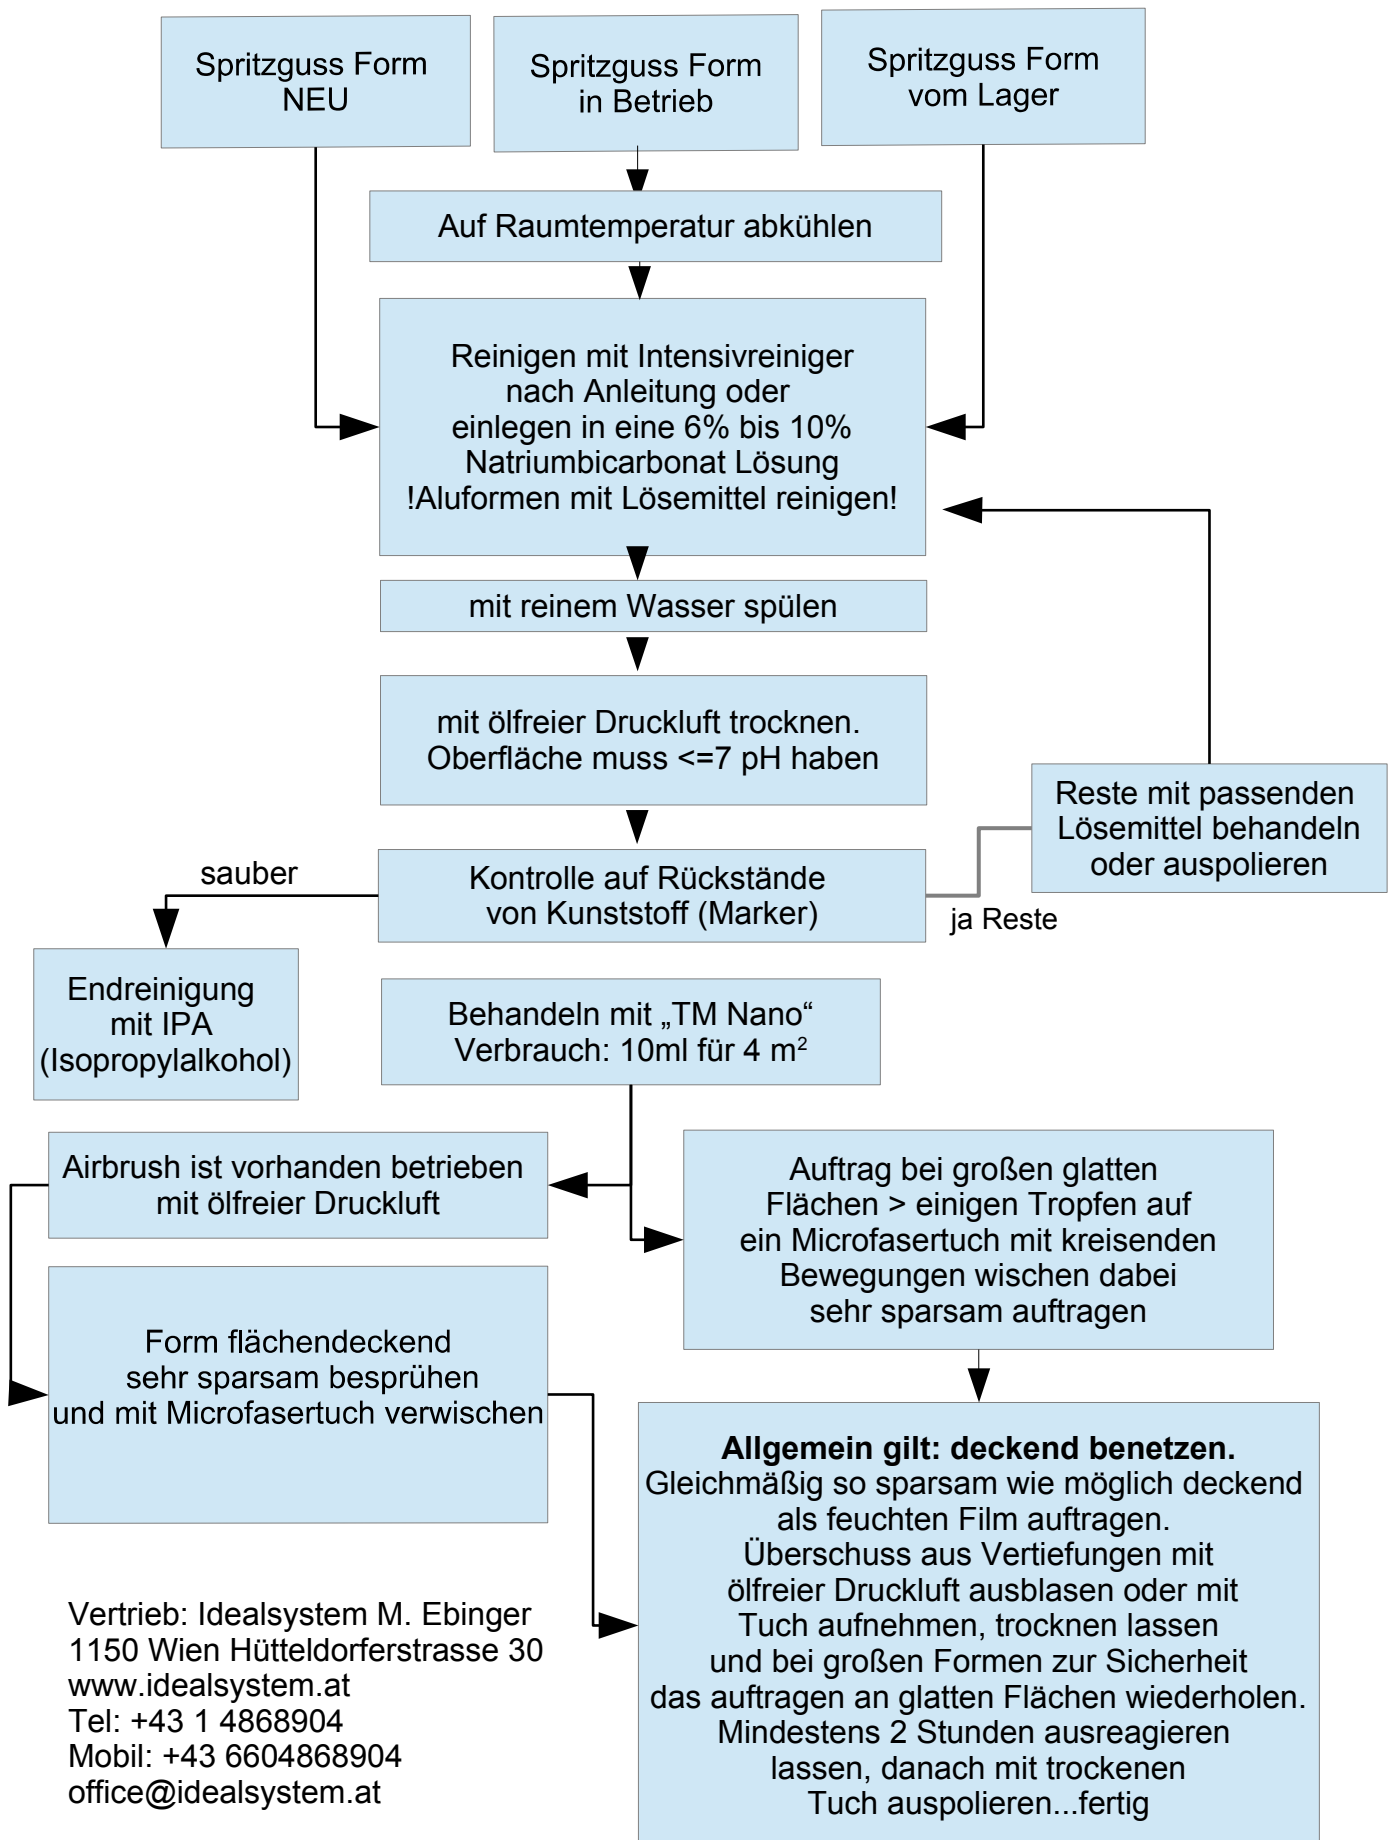 Spritzguss Form
NEU
Spritzguss Form
in Betrieb
Spritzguss Form
vom Lager
Auf Raumtemperatur abkühlen
Reinigen mit Intensivreiniger
nach Anleitung oder
einlegen in eine 6% bis 10%
Natriumbicarbonat Lösung
!Aluformen mit Lösemittel reinigen!
mit reinem Wasser spülen
mit ölfreier Druckluft trocknen.
Oberfläche muss <=7 pH haben
Reste mit passenden
Lösemittel behandeln
oder auspolieren
sauber
Kontrolle auf Rückstände
von Kunststoff (Marker)
ja Reste
Endreinigung
mit IPA
(Isopropylalkohol)
Behandeln mit „TM Nano“
Verbrauch: 10ml für 4 m²
Airbrush ist vorhanden betrieben
mit ölfreier Druckluft
Auftrag bei großen glatten
Flächen > einigen Tropfen auf
ein Microfasertuch mit kreisenden
Bewegungen wischen dabei
sehr sparsam auftragen
Form flächendeckend
sehr sparsam besprühen
und mit Microfasertuch verwischen
Allgemein gilt: deckend benetzen.
Gleichmäßig so sparsam wie möglich deckend
als feuchten Film auftragen.
Überschuss aus Vertiefungen mit
ölfreier Druckluft ausblasen oder mit
Tuch aufnehmen, trocknen lassen
und bei großen Formen zur Sicherheit
das auftragen an glatten Flächen wiederholen.
Mindestens 2 Stunden ausreagieren
lassen, danach mit trockenen
Tuch auspolieren...fertig
Vertrieb: Idealsystem M. Ebinger
1150 Wien Hütteldorferstrasse 30
www.idealsystem.at
Tel: +43 1 4868904
Mobil: +43 6604868904
office@idealsystem.at